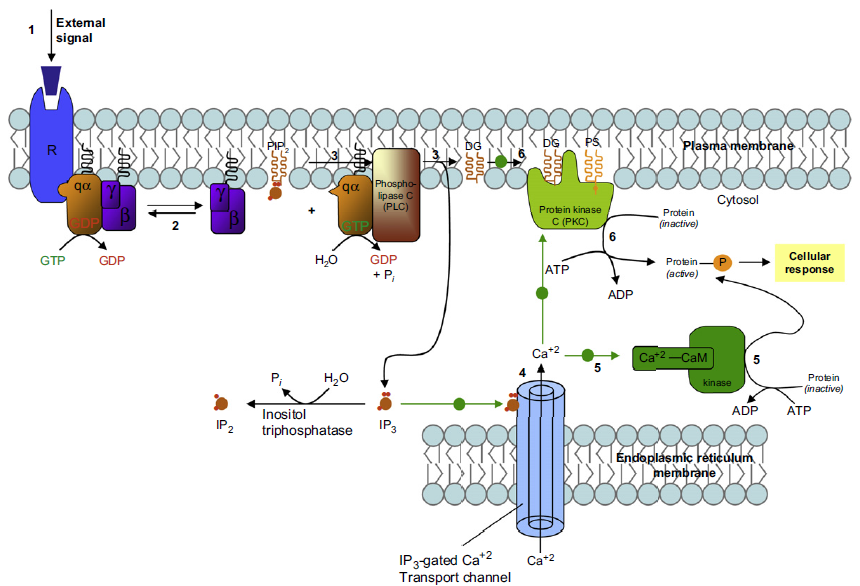 1
External
signal
R
qα
γ
β
GDP
GTP
GDP
2
γ
β
PIP2
3
+
qα
GTP
Phospho-
lipase C
(PLC)
H2O
GDP
+ Pi
3
DG
6
DG
PS
Plasma membrane
Cytosol
Protein kinase
C (PKC)
Protein
(inactive)
6
ATP
ADP
Protein
(active)
P
Cellular
response
Ca+2
5
Ca+2 —CaM
kinase
5
Protein
(inactive)
ADP
ATP
4
Pi
H2O
IP2
Inositol
triphosphatase
IP3
Endoplasmic reticulum
membrane
IP3-gated Ca+2
Transport channel
Ca+2